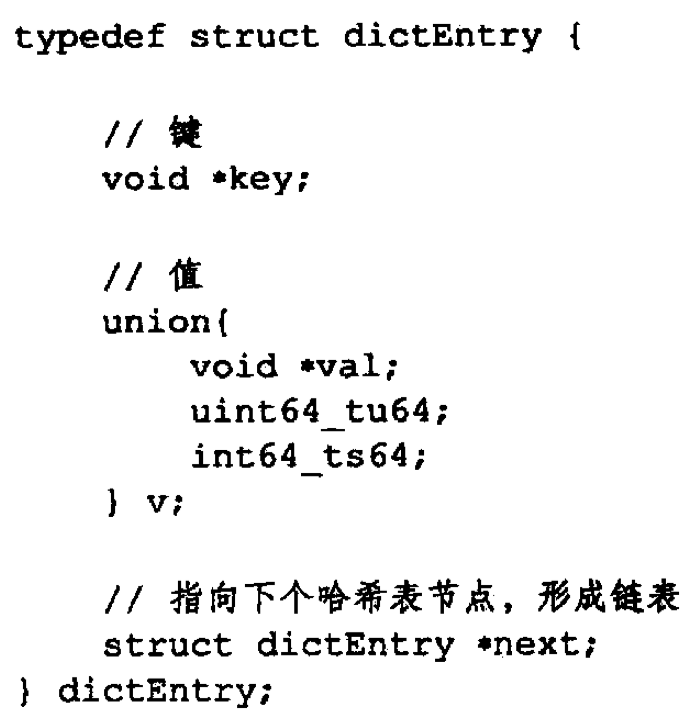 typedef struct dictEntry {
// 键
void *key;
// 值
union{
void *val;
uint64_tu64;
int64_ts64;
} v;
// 指向下个哈希表节点，形成链表
struct dictEntry *next;
} dictEntry;